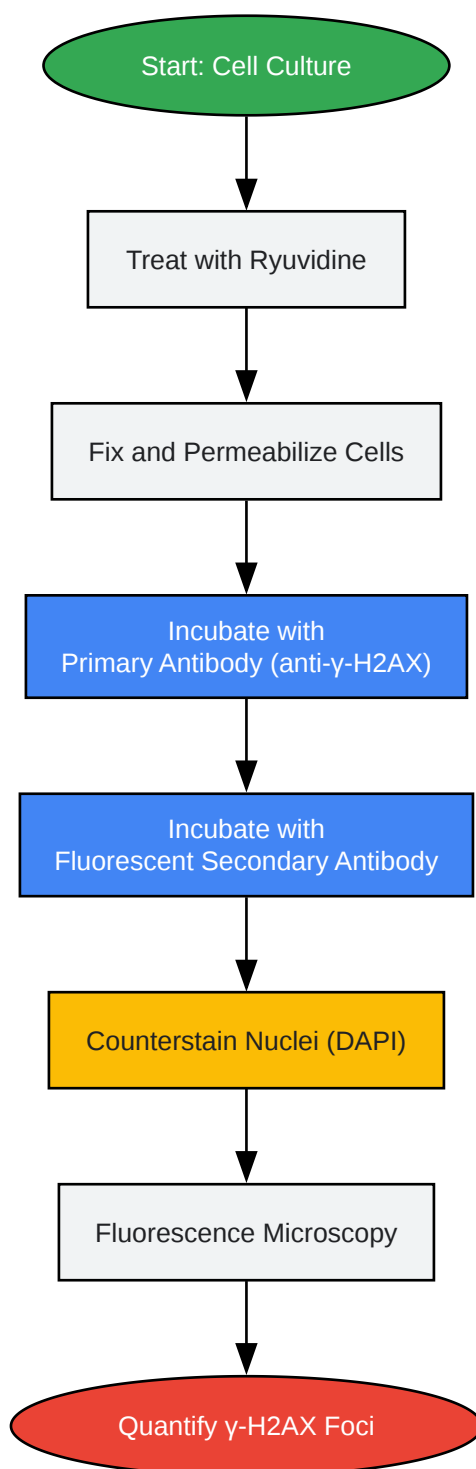 Start: Cell Culture
Treat with Ryuvidine
Fix and Permeabilize Cells
Incubate with
Primary Antibody (anti-γ-H2AX)
Incubate with
Fluorescent Secondary Antibody
Counterstain Nuclei (DAPI)
Fluorescence Microscopy
Quantify γ-H2AX Foci